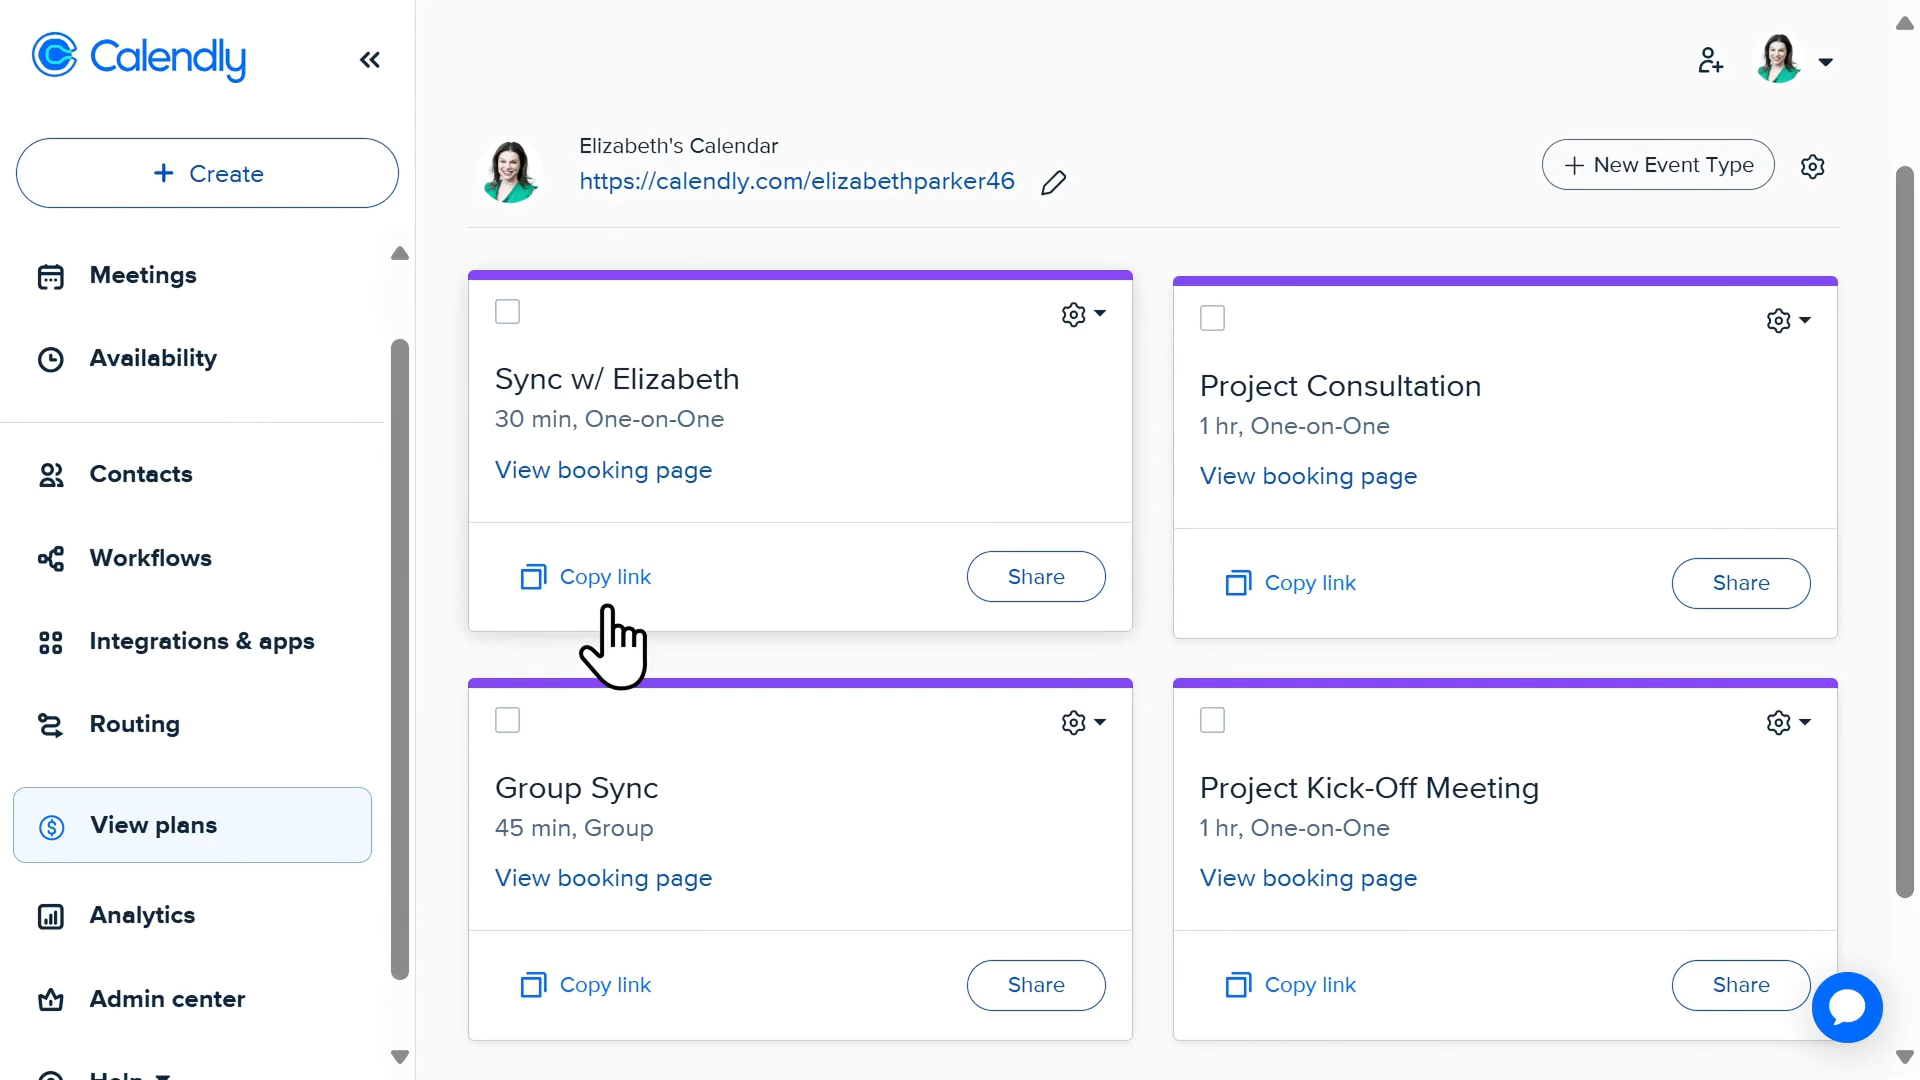 Calendly
+ Create
Meetings
Availability
Contacts
Workflows
Integrations & apps
Routing
View plans
Analytics
Admin center
Help
Elizabeth's Calendar
https://calendly.com/elizabethparker46
+ New Event Type
Sync w/ Elizabeth
30 min, One-on-One
View booking page
Copy link
Share
Project Consultation
1 hr, One-on-One
View booking page
Copy link
Share
Group Sync
45 min, Group
View booking page
Copy link
Share
Project Kick-Off Meeting
1 hr, One-on-One
View booking page
Copy link
Share